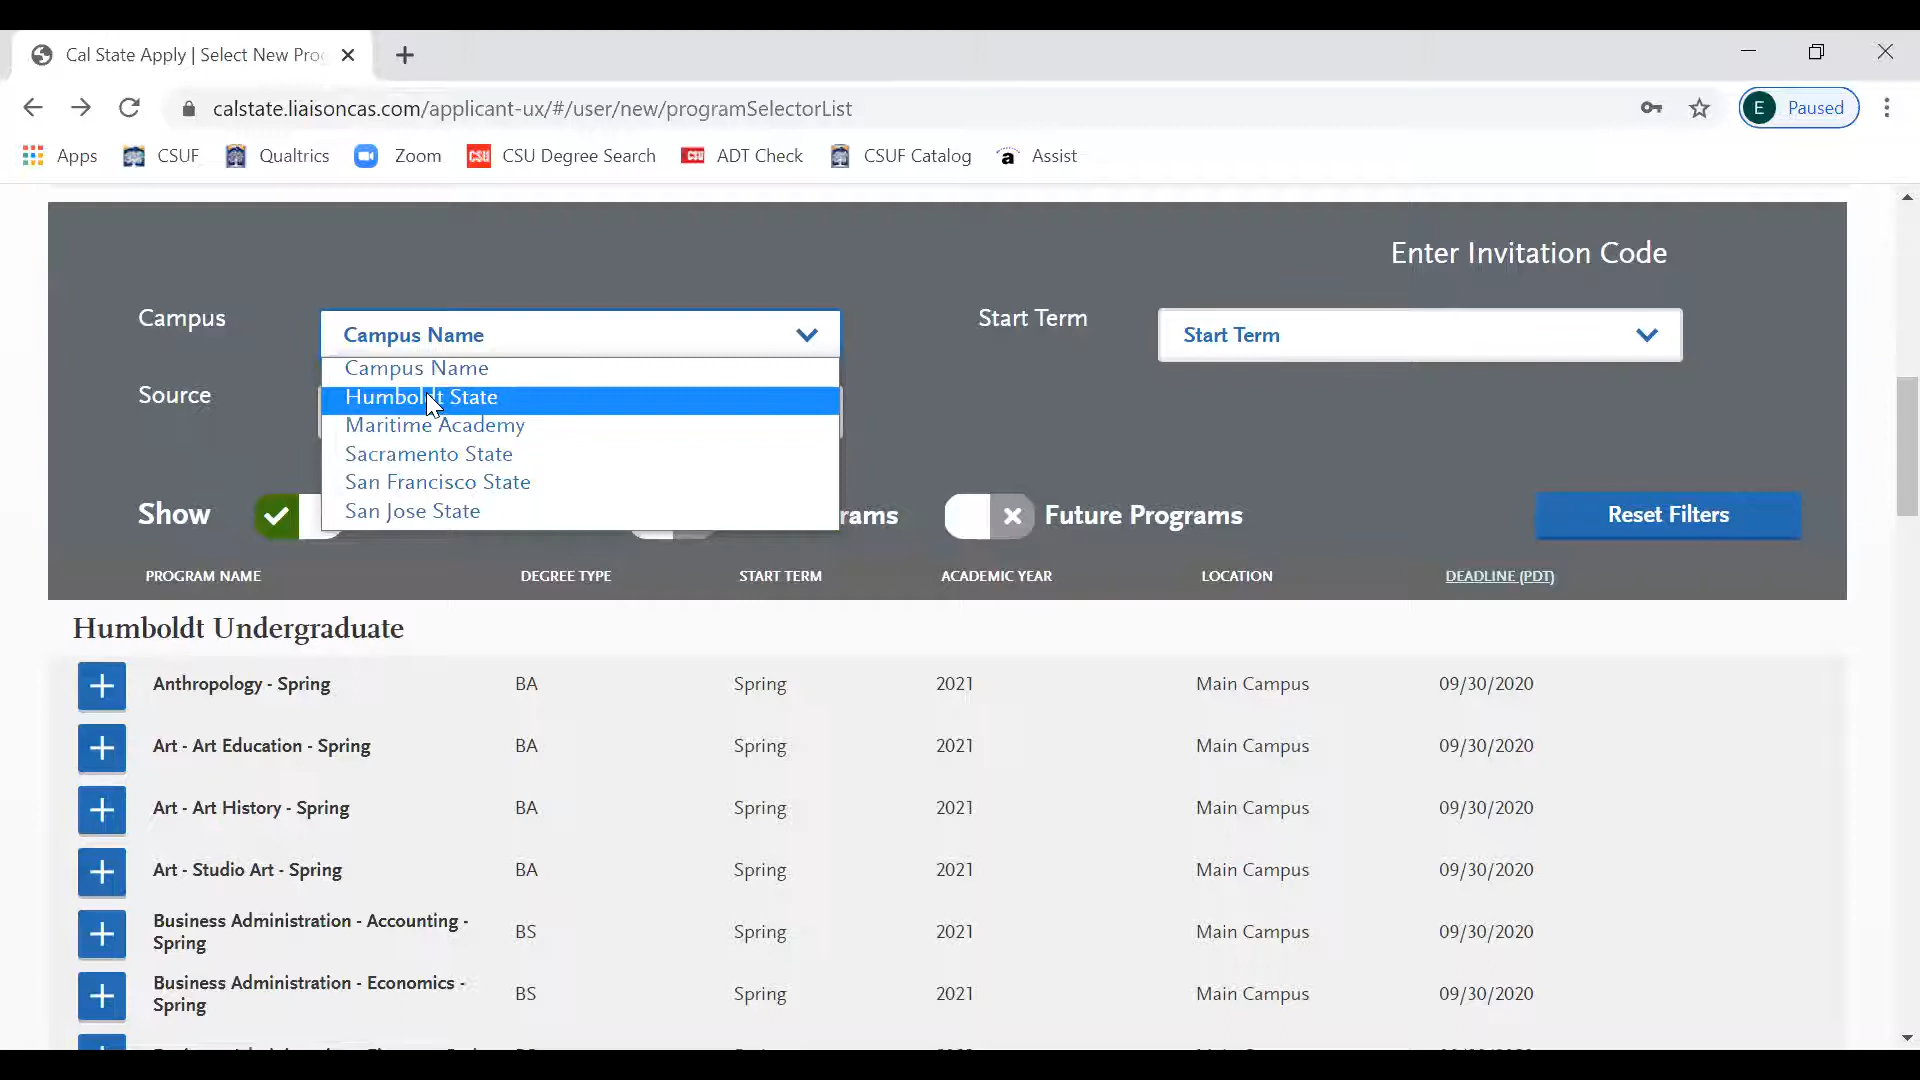 Cal State Apply | Select New Pro
calstate.liaisoncas.com/applicant-ux/#/user/new/programSelectorList
E Paused
Apps CSUF Qualtrics Zoom CSU CSU Degree Search CSU ADT Check CSUF Catalog a Assist
Enter Invitation Code
Campus Campus Name Start Term Start Term
Campus Name
Source Humboldt State
Maritime Academy
Sacramento State
San Francisco State
San Jose State
Show rams Future Programs Reset Filters
PROGRAM NAME DEGREE TYPE START TERM ACADEMIC YEAR LOCATION DEADLINE (PDT)
Humboldt Undergraduate
Anthropology - Spring BA Spring 2021 Main Campus 09/30/2020
Art - Art Education - Spring BA Spring 2021 Main Campus 09/30/2020
Art - Art History - Spring BA Spring 2021 Main Campus 09/30/2020
Art - Studio Art - Spring BA Spring 2021 Main Campus 09/30/2020
Business Administration - Accounting -
Spring BS Spring 2021 Main Campus 09/30/2020
Business Administration - Economics -
Spring BS Spring 2021 Main Campus 09/30/2020